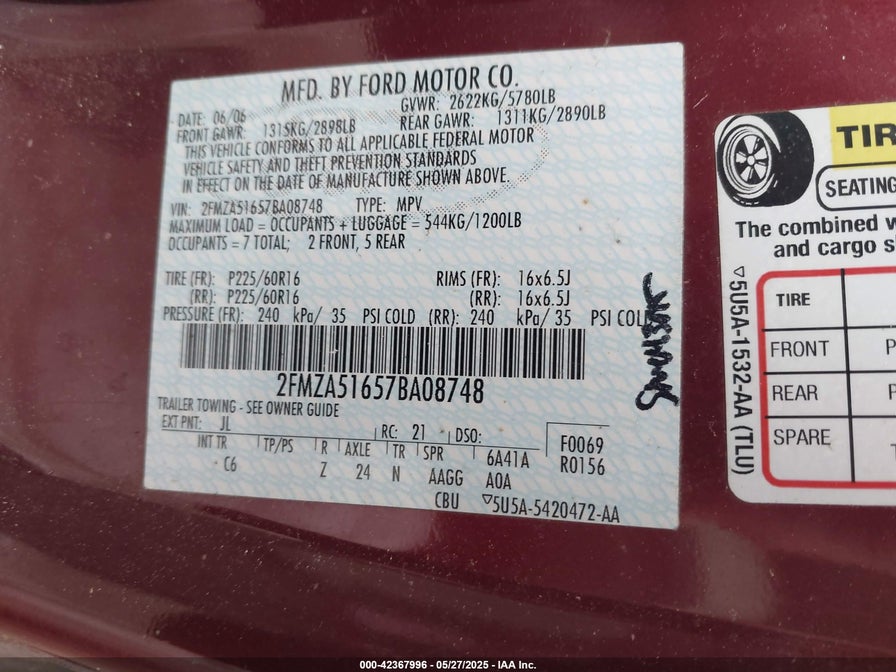 MFD. BY FORD MOTOR CO.
DATE: 06/06
GVWR: 2622KG/5780LB
FRONT GAWR: 1315KG/2898LB
REAR GAWR: 1311KG/2890LB
THIS VEHICLE CONFORMS TO ALL APPLICABLE FEDERAL MOTOR
VEHICLE SAFETY AND THEFT PREVENTION STANDARDS
IN EFFECT ON THE DATE OF MANUFACTURE SHOWN ABOVE.
VIN: 2FMZA51657BA08748 TYPE: MPV
MAXIMUM LOAD = OCCUPANTS + LUGGAGE = 544KG/1200LB
OCCUPANTS = 7 TOTAL; 2 FRONT, 5 REAR
TIRE (FR): P225/60R16 RIMS (FR): 16x6.5J
(RR): P225/60R16 (RR): 16x6.5J
PRESSURE (FR): 240 kPa/ 35 PSI COLD (RR): 240 kPa/ 35 PSI COLD
2FMZA51657BA08748
TRAILER TOWING - SEE OWNER GUIDE
EXT PNT: JL RC: 21 DSO: F0069
INT TR TP/PS R AXLE TR SPR 6A41A R0156
C6 Z 24 N AAGG A0A
CBU 5U5A-5420472-AA
TIR
SEATING
The combined w
and cargo s
TIRE
FRONT P
REAR
SPARE T
5U5A-1532-AA (TLU)
000-42367996 - 05/27/2025 - IAA Inc.